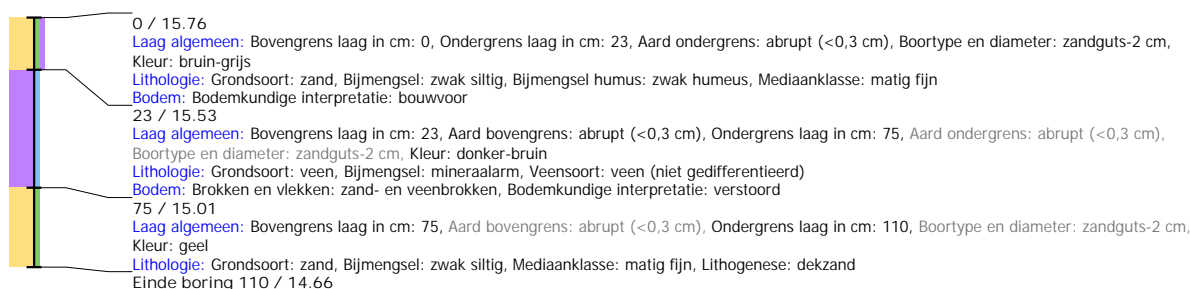 0 / 15.76
Laag algemeen: Bovengrens laag in cm: 0, Ondergrens laag in cm: 23, Aard ondergrens: abrupt (<0,3 cm), Boortype en diameter: zandguts-2 cm,
Kleur: bruin-grijs
Lithologie: Grondsoort: zand, Bijmengsel: zwak siltig, Bijmengsel humus: zwak humeus, Mediaanklasse: matig fijn
Bodem: Bodemkundige interpretatie: bouwvoor
23 / 15.53
Laag algemeen: Bovengrens laag in cm: 23, Aard bovengrens: abrupt (<0,3 cm), Ondergrens laag in cm: 75, Aard ondergrens: abrupt (<0,3 cm),
Boortype en diameter: zandguts-2 cm, Kleur: donker-bruin
Lithologie: Grondsoort: veen, Bijmengsel: mineraalarm, Veensoort: veen (niet gedifferentieerd)
Bodem: Brokken en vlekken: zand- en veenbrokken, Bodemkundige interpretatie: verstoord
75 / 15.01
Laag algemeen: Bovengrens laag in cm: 75, Aard bovengrens: abrupt (<0,3 cm), Ondergrens laag in cm: 110, Boortype en diameter: zandguts-2 cm,
Kleur: geel
Lithologie: Grondsoort: zand, Bijmengsel: zwak siltig, Mediaanklasse: matig fijn, Lithogenese: dekzand
Einde boring 110 / 14.66